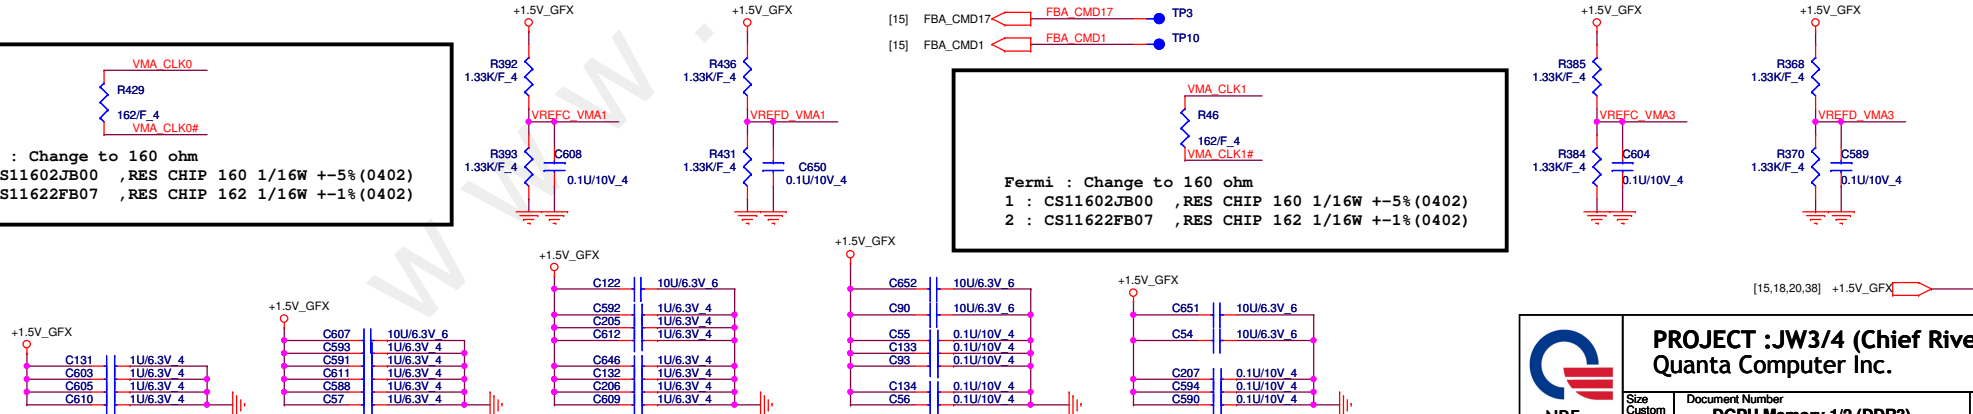 +1.5V_GFX
+1.5V_GFX
[15] FBA_CMD17 FBA_CMD17 TP3
[15] FBA_CMD1 FBA_CMD1 TP10
+1.5V_GFX
+1.5V_GFX
VMA_CLK0
R429
162/F_4
VMA_CLK0#
: Change to 160 ohm
S11602JB00 ,RES CHIP 160 1/16W +-5%(0402)
S11622FB07 ,RES CHIP 162 1/16W +-1%(0402)
R392
1.33K/F_4
VREFC_VMA1
R393
1.33K/F_4
C608
0.1U/10V_4
R436
1.33K/F_4
VREFD_VMA1
R431
1.33K/F_4
C650
0.1U/10V_4
VMA_CLK1
R46
162/F_4
VMA_CLK1#
Fermi : Change to 160 ohm
1 : CS11602JB00 ,RES CHIP 160 1/16W +-5%(0402)
2 : CS11622FB07 ,RES CHIP 162 1/16W +-1%(0402)
R385
1.33K/F_4
VREFC_VMA3
R384
1.33K/F_4
C604
0.1U/10V_4
R368
1.33K/F_4
VREFD_VMA3
R370
1.33K/F_4
C589
0.1U/10V_4
www.
+1.5V_GFX
C131 1U/6.3V_4
C603 1U/6.3V_4
C605 1U/6.3V_4
C610 1U/6.3V_4
+1.5V_GFX
C607 10U/6.3V_6
C593 1U/6.3V_4
C591 1U/6.3V_4
C611 1U/6.3V_4
C588 1U/6.3V_4
C57 1U/6.3V_4
+1.5V_GFX
C122 10U/6.3V_6
C592 1U/6.3V_4
C205 1U/6.3V_4
C612 1U/6.3V_4
C646 1U/6.3V_4
C132 1U/6.3V_4
C206 1U/6.3V_4
C609 1U/6.3V_4
+1.5V_GFX
C652 10U/6.3V_6
C90 10U/6.3V_6
C55 0.1U/10V_4
C133 0.1U/10V_4
C93 0.1U/10V_4
C134 0.1U/10V_4
C56 0.1U/10V_4
+1.5V_GFX
C651 10U/6.3V_6
C54 10U/6.3V_6
C207 0.1U/10V_4
C594 0.1U/10V_4
C590 0.1U/10V_4
[15,18,20,38] +1.5V_GFX
PROJECT :JW3/4 (Chief Rive
Quanta Computer Inc.
Size
Custom
Document Number